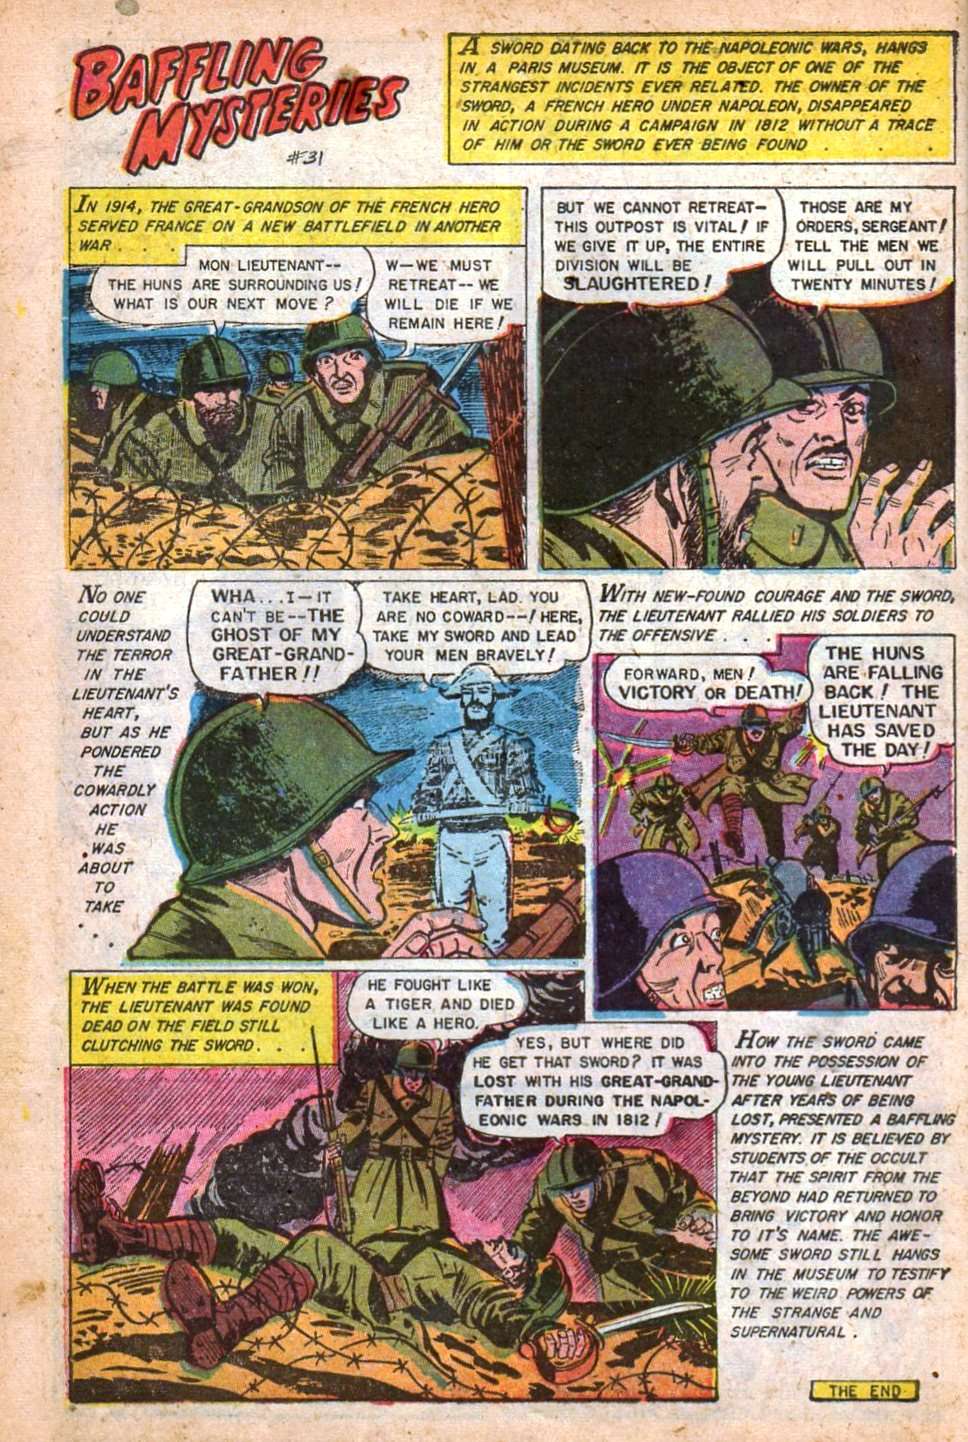 BAFFLING
MYSTERIES
#31
A SWORD DATING BACK TO THE NAPOLEONIC WARS, HANGS
IN A PARIS MUSEUM. IT IS THE OBJECT OF ONE OF THE
STRANGEST INCIDENTS EVER RELATED. THE OWNER OF THE
SWORD, A FRENCH HERO UNDER NAPOLEON, DISAPPEARED
IN ACTION DURING A CAMPAIGN IN 1812 WITHOUT A TRACE
OF HIM OR THE SWORD EVER BEING FOUND . . .
IN 1914, THE GREAT-GRANDSON OF THE FRENCH HERO
SERVED FRANCE ON A NEW BATTLEFIELD IN ANOTHER
WAR . . .
MON LIEUTENANT--
THE HUNS ARE SURROUNDING US!
WHAT IS OUR NEXT MOVE?
W--WE MUST
RETREAT--WE
WILL DIE IF WE
REMAIN HERE!
BUT WE CANNOT RETREAT--
THIS OUTPOST IS VITAL! IF
WE GIVE IT UP, THE ENTIRE
DIVISION WILL BE
SLAUGHTERED!
THOSE ARE MY
ORDERS, SERGEANT!
TELL THE MEN WE
WILL PULL OUT IN
TWENTY MINUTES!
NO ONE
COULD
UNDERSTAND
THE TERROR
IN THE
LIEUTENANT'S
HEART,
BUT AS HE
PONDERED
THE
COWARDLY
ACTION
HE
WAS
ABOUT
TO
TAKE
. . .
WHA...I--IT
CAN'T BE--THE
GHOST OF MY
GREAT-GRAND-
FATHER!!
TAKE HEART, LAD. YOU
ARE NO COWARD--! HERE,
TAKE MY SWORD AND LEAD
YOUR MEN BRAVELY!
WITH NEW-FOUND COURAGE AND THE SWORD,
THE LIEUTENANT RALLIED HIS SOLDIERS TO
THE OFFENSIVE . . .
FORWARD, MEN!
VICTORY OR DEATH!
THE HUNS
ARE FALLING
BACK! THE
LIEUTENANT
HAS SAVED
THE DAY!
WHEN THE BATTLE WAS WON,
THE LIEUTENANT WAS FOUND
DEAD ON THE FIELD STILL
CLUTCHING THE SWORD. . . .
HE FOUGHT LIKE
A TIGER AND DIED
LIKE A HERO.
YES, BUT WHERE DID
HE GET THAT SWORD? IT WAS
LOST WITH HIS GREAT-GRAND-
FATHER DURING THE NAPOL-
EONIC WARS IN 1812!
HOW THE SWORD CAME
INTO THE POSSESSION OF
THE YOUNG LIEUTENANT
AFTER YEARS OF BEING
LOST, PRESENTED A BAFFLING
MYSTERY. IT IS BELIEVED BY
STUDENTS OF THE OCCULT
THAT THE SPIRIT FROM THE
BEYOND HAD RETURNED TO
BRING VICTORY AND HONOR
TO IT'S NAME. THE AWE-
SOME SWORD STILL HANGS
IN THE MUSEUM TO TESTIFY
TO THE WEIRD POWERS OF
THE STRANGE AND
SUPERNATURAL.
THE END